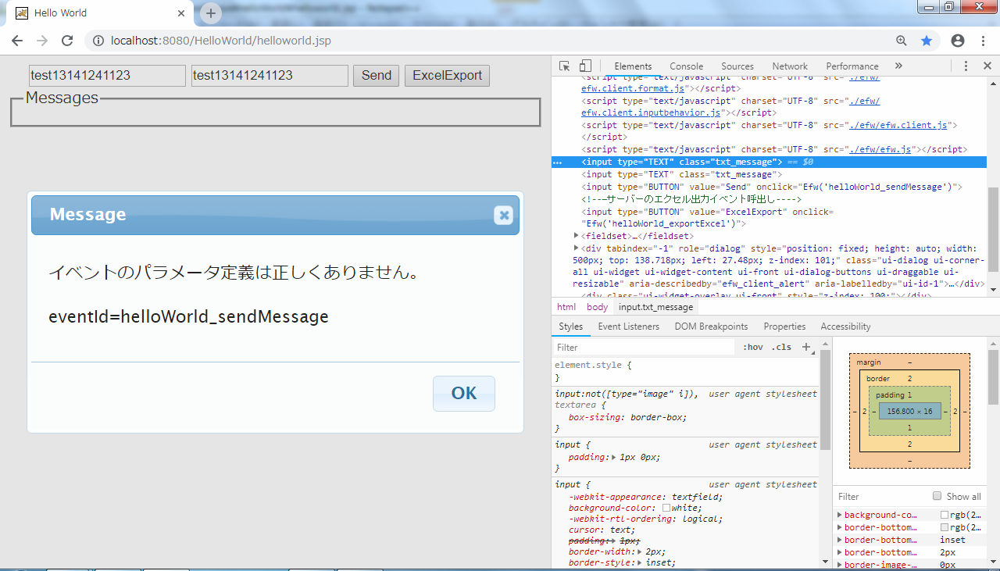 Hello World
localhost:8080/HelloWorld/helloworld.jsp
test13141241123 test13141241123 Send ExcelExport
Messages
Message
イベントのパラメータ定義は正しくありません。
eventId=helloWorld_sendMessage
OK
Elements Console Sources Network Performance »
<script type="text/javascript" charset="UTF-8" src="./efw/
efw.client.format.js"></script>
<script type="text/javascript" charset="UTF-8" src="./efw/
efw.client.inputbehavior.js"></script>
<script type="text/javascript" charset="UTF-8" src="./efw/efw.client.js">
</script>
<script type="text/javascript" charset="UTF-8" src="./efw/efw.js"></script>
<input type="TEXT" class="txt_message"> == $0
<input type="TEXT" class="txt_message">
<input type="BUTTON" value="Send" onclick="Efw('helloWorld_sendMessage')">
<!--—サーバーのエクセル出力イベント呼出し---->
<input type="BUTTON" value="ExcelExport" onclick=
"Efw('helloWorld_exportExcel')">
<fieldset>…</fieldset>
<div tabindex="-1" role="dialog" style="position: fixed; height: auto; width:
500px; top: 138.718px; left: 27.48px; z-index: 101;" class="ui-dialog ui-corner-
all ui-widget ui-widget-content ui-front ui-dialog-buttons ui-draggable ui-
resizable" aria-describedby="efw_client_alert" aria-labelledby="ui-id-1">…</div>
<div class="ui-widget-overlay ui-front" style="z-index: 100;"></div>
html body input.txt_message
Styles Event Listeners DOM Breakpoints Properties Accessibility
Filter :hov .cls +
element.style {
}
input:not([type="image" i]), user agent stylesheet
textarea {
box-sizing: border-box;
}
input { user agent stylesheet
padding: 1px 0px;
}
input { user agent stylesheet
-webkit-appearance: textfield;
background-color: white;
-webkit-rtl-ordering: logical;
cursor: text;
padding: 1px;
border-width: 2px;
border-style: inset;
margin –
border 2
padding 1
– 2 – 156.800 × 16 – 2 –
1
2
–
Filter Show all
background-co… rgb(2…
border-bottom… rgb(2…
border-bottom… inset
border-bottom… 2px
border-image-… 0px